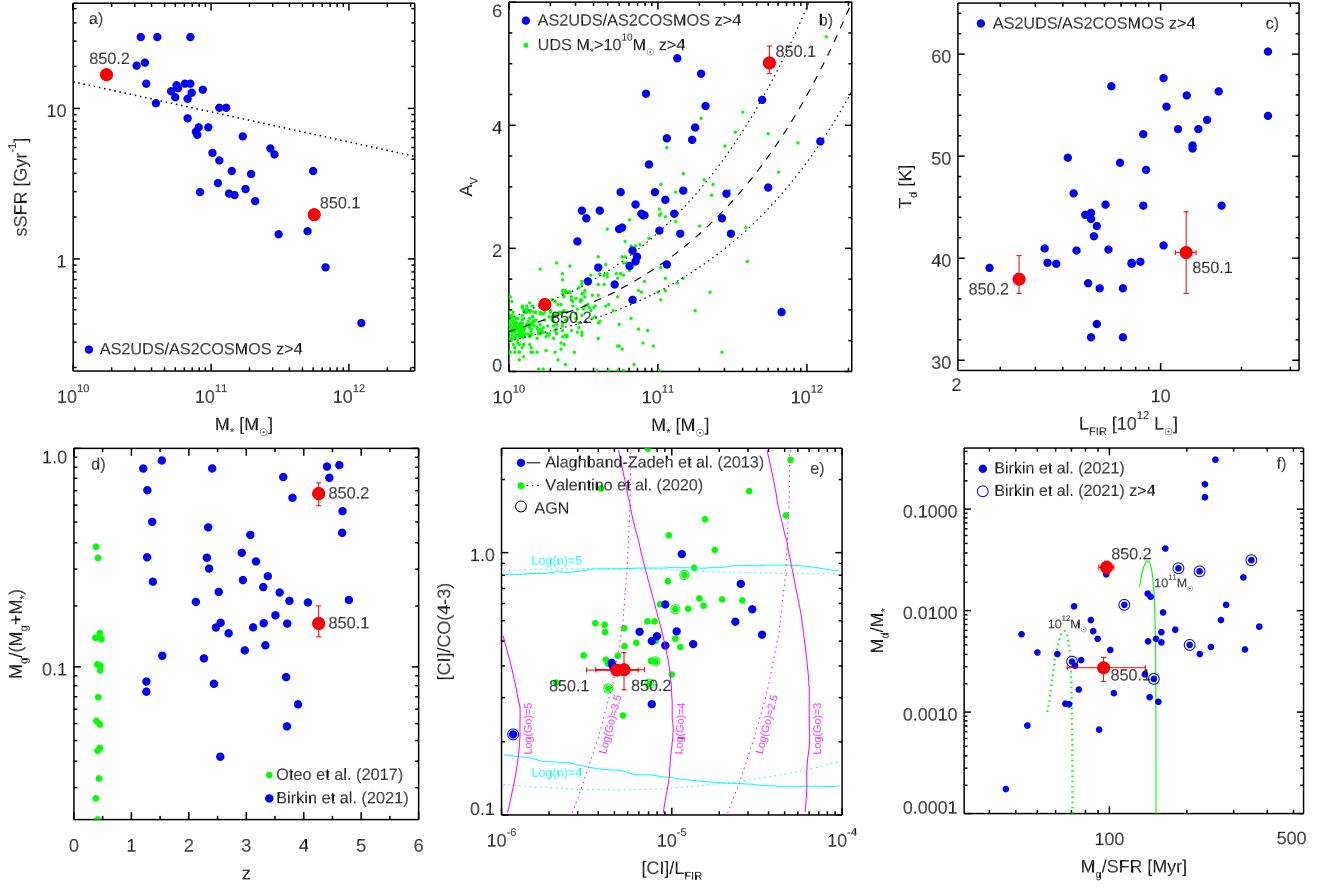 a)
850.2
10
sSFR [Gyr⁻¹]
850.1
1
AS2UDS/AS2COSMOS z>4
10¹⁰
10¹¹
10¹²
M* [M☉]
6
b)
AS2UDS/AS2COSMOS z>4
UDS M*>10¹⁰M☉ z>4
850.1
4
Aᵥ
2
850.2
0
10¹⁰
10¹¹
10¹²
M* [M☉]
c)
AS2UDS/AS2COSMOS z>4
60
50
T_d [K]
40
850.1
850.2
30
2
10
L_FIR [10¹² L☉]
1.0
d)
850.2
M_g/(M_g+M*)
850.1
0.1
Oteo et al. (2017)
Birkin et al. (2021)
0
1
2
3
4
5
6
z
Alaghband-Zadeh et al. (2013)
e)
Valentino et al. (2020)
AGN
1.0
Log(n)=5
[CI]/CO(4-3)
850.1
850.2
Log(Go)=5
Log(Go)=3.5
Log(Go)=4
Log(Go)=2.5
Log(Go)=3
Log(n)=4
0.1
10⁻⁶
10⁻⁵
10⁻⁴
[CI]/L_FIR
Birkin et al. (2021)
f)
Birkin et al. (2021) z>4
0.1000
850.2
10¹¹M☉
0.0100
10¹²M☉
M_d/M*
850.1
0.0010
0.0001
100
500
M_g/SFR [Myr]